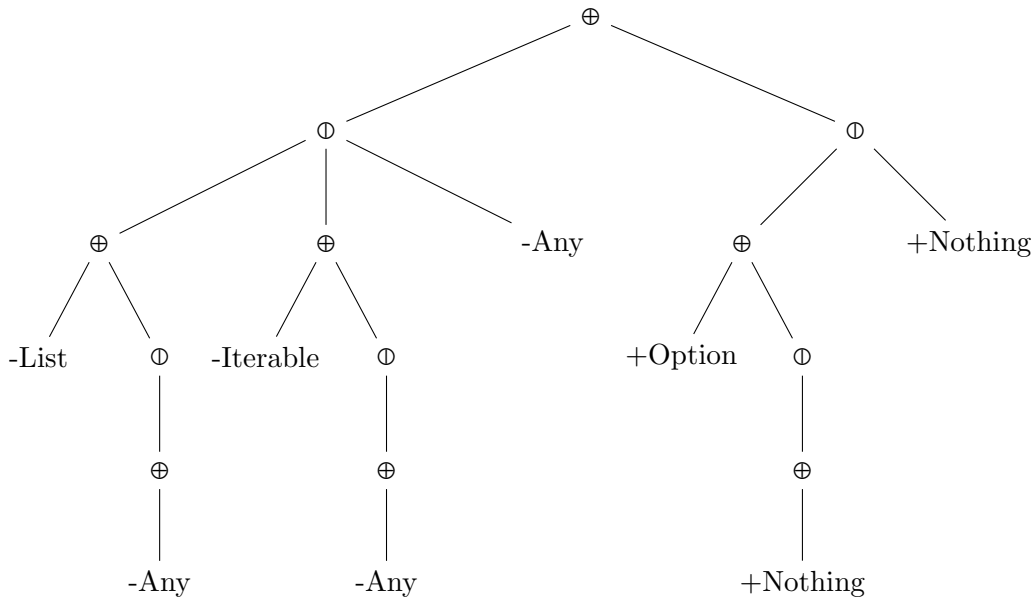 ⊕
⦶ ⦶
⊕ ⊕ -Any ⊕ +Nothing
-List ⦶ -Iterable ⦶ +Option ⦶
⊕ ⊕ ⊕
-Any -Any +Nothing